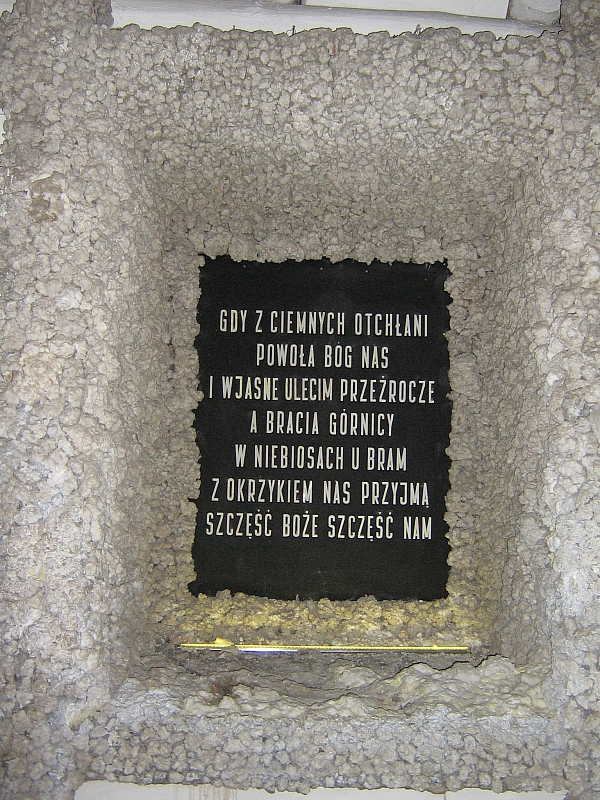 GDY Z CIEMNYCH OTCHŁANI
POWOŁA BÓG NAS
I WJASNE ULECIM PRZEŹROCZE
A BRACIA GÓRNICY
W NIEBIOSACH U BRAM
Z OKRZYKIEM NAS PRZYJMĄ
SZCZĘŚĆ BOŻE SZCZĘŚĆ NAM